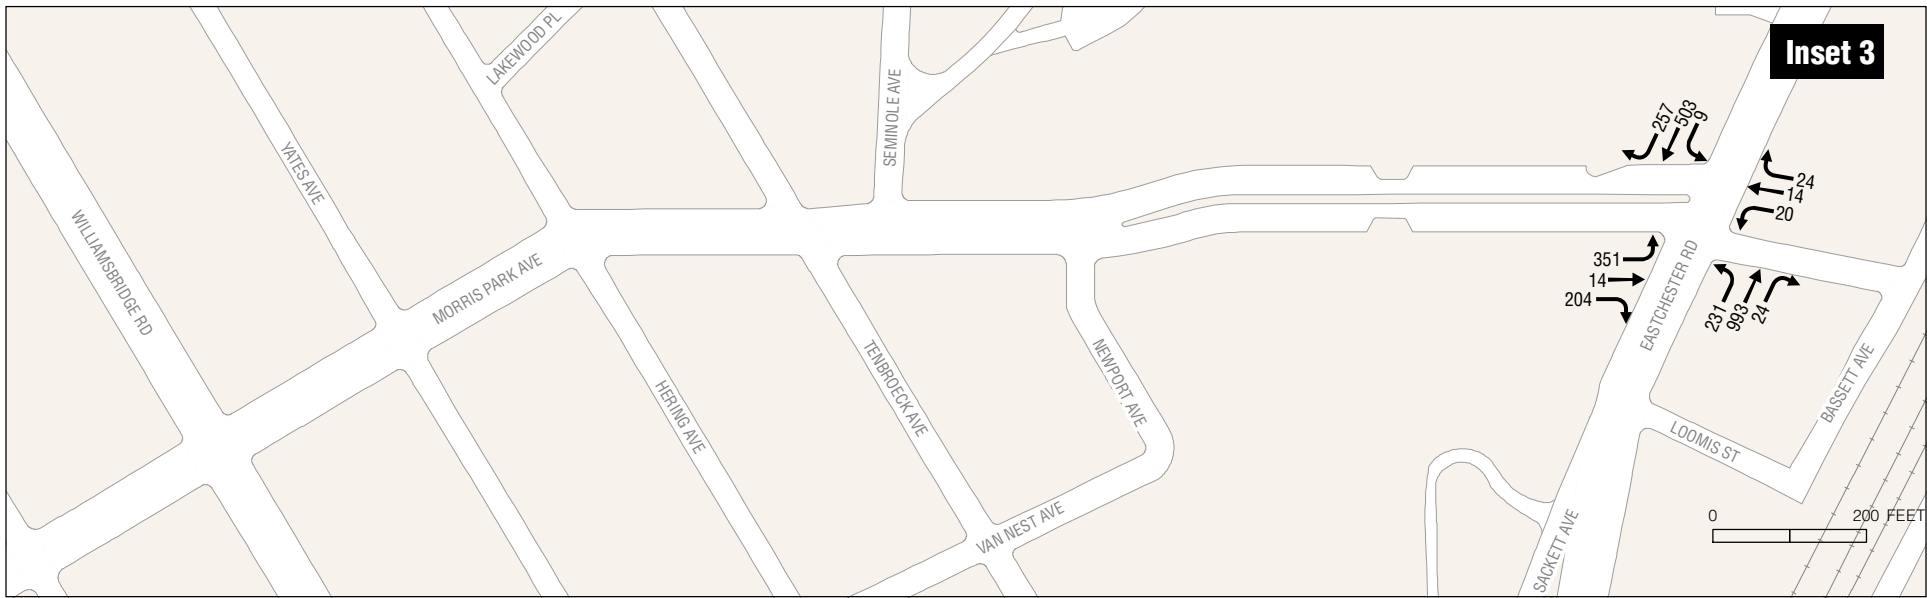 LAKEWOOD PL
Inset 3
SEMINOLE AVE
257
503
9
YATES AVE
24
14
20
WILLIAMSBRIDGE RD
MORRIS PARK AVE
351
14
204
EASTCHESTER RD
231
993
24
HERING AVE
TENBROECK AVE
NEWPORT AVE
BASSETT AVE
LOOMIS ST
VAN NEST AVE
SACKETT AVE
0 200 FEET